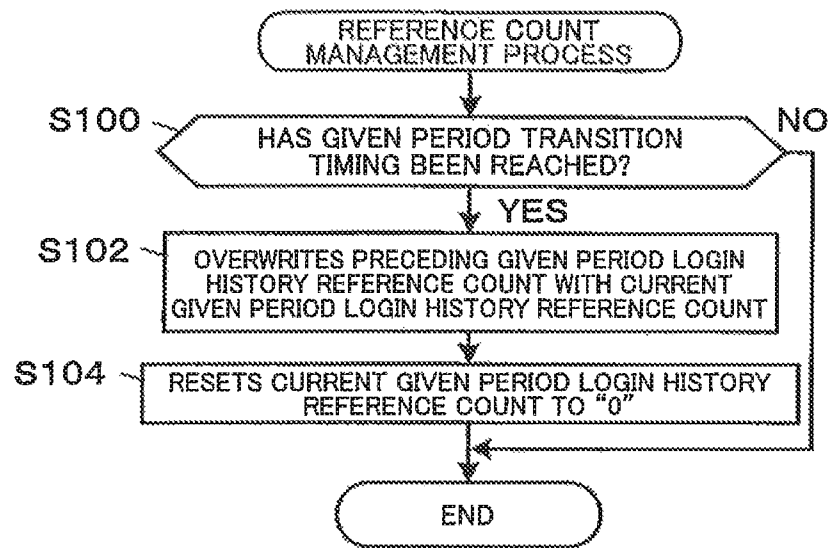 REFERENCE COUNT
MANAGEMENT PROCESS
S100
HAS GIVEN PERIOD TRANSITION
TIMING BEEN REACHED?
NO
YES
S102
OVERWRITES PRECEDING GIVEN PERIOD LOGIN
HISTORY REFERENCE COUNT WITH CURRENT
GIVEN PERIOD LOGIN HISTORY REFERENCE COUNT
S104
RESETS CURRENT GIVEN PERIOD LOGIN HISTORY
REFERENCE COUNT TO “0”
END